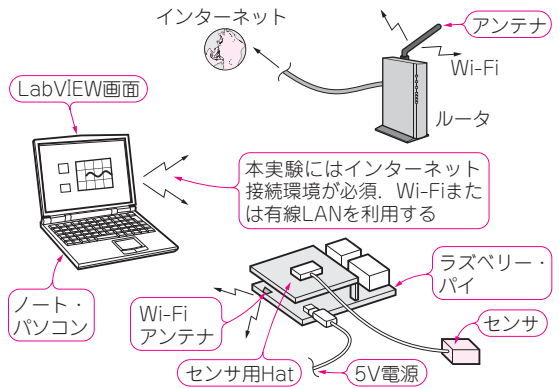 インターネット
アンテナ
Wi-Fi
LabVIEW画面
ルータ
本実験にはインターネット
接続環境が必須．Wi-Fiまた
は有線LANを利用する
ラズベリー・
パイ
ノート・
パソコン
Wi-Fi
アンテナ
センサ
センサ用Hat
5V電源